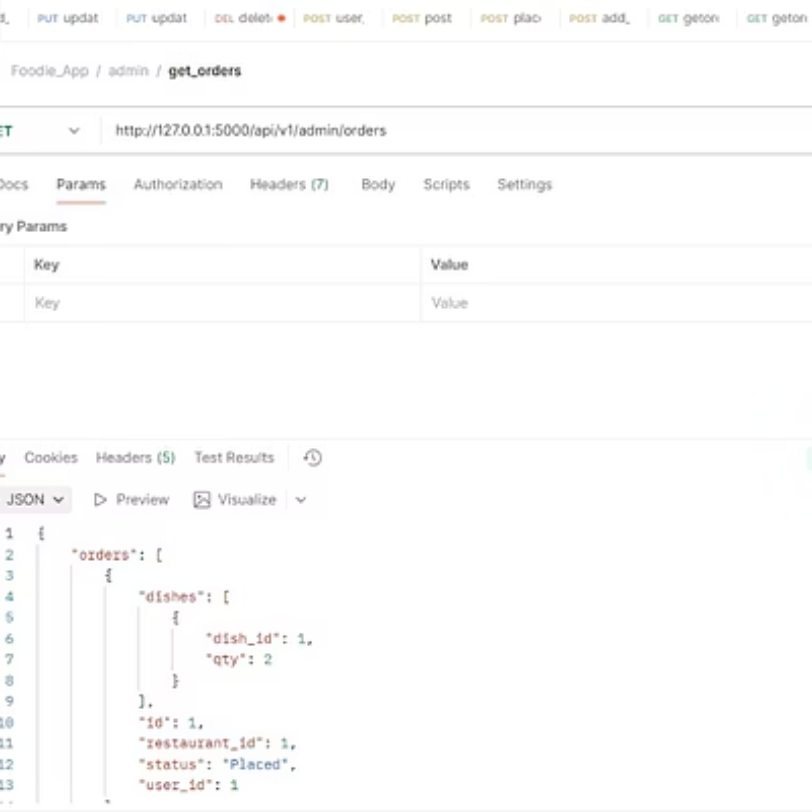 PUT updat PUT updat DEL delet POST user_ POST post POST plac POST add_ GET geton GET geton
Foodie_App / admin / get_orders
ET http://127.0.0.1:5000/api/v1/admin/orders
Docs Params Authorization Headers (7) Body Scripts Settings
ry Params
Key Value
Key Value
y Cookies Headers (5) Test Results
JSON Preview Visualize
1 {
2 "orders": [
3 {
4 "dishes": [
5 {
6 "dish_id": 1,
7 "qty": 2
8 }
9 ],
10 "id": 1,
11 "restaurant_id": 1,
12 "status": "Placed",
13 "user_id": 1